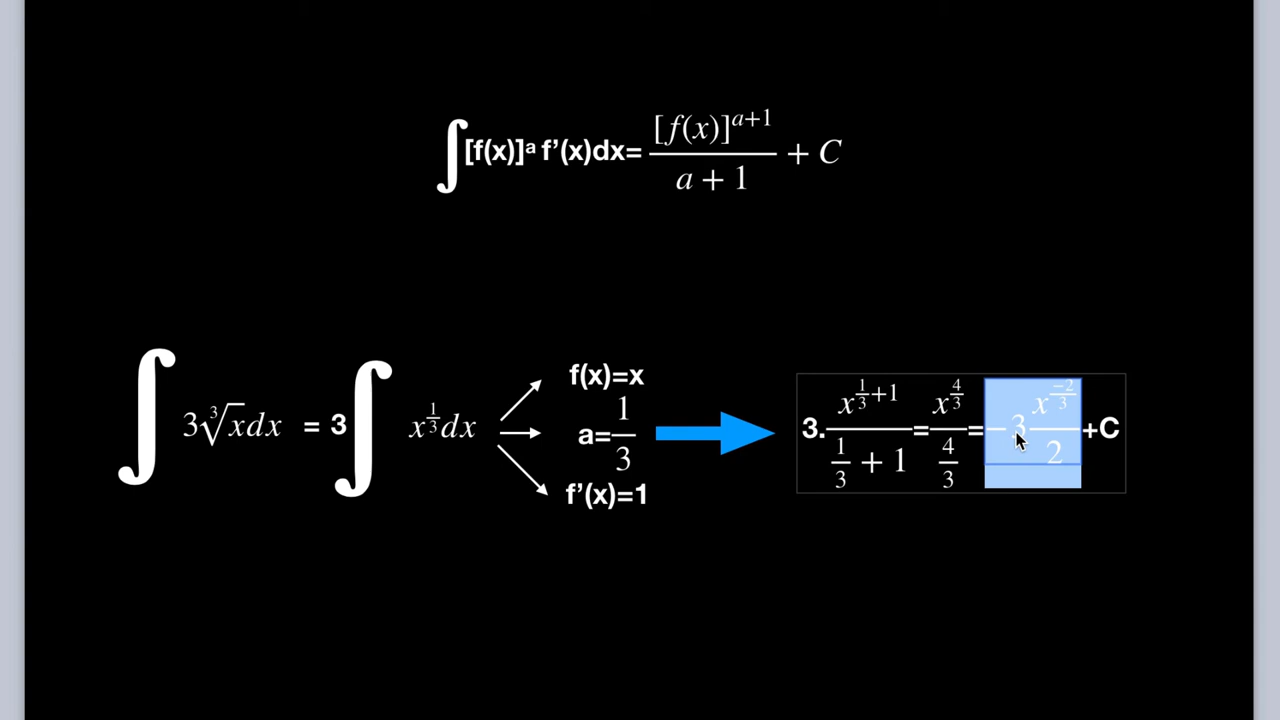 ∫[f(x)]ᵃ f’(x)dx= [f(x)]^{a+1} / (a + 1) + C
∫ 3∛x dx = 3 ∫ x^{1/3} dx
f(x)=x
a=1/3
f’(x)=1
3. x^{1/3+1} / (1/3 + 1) = x^{4/3} / (4/3) = −3 x^{−2/3} / 2 +C